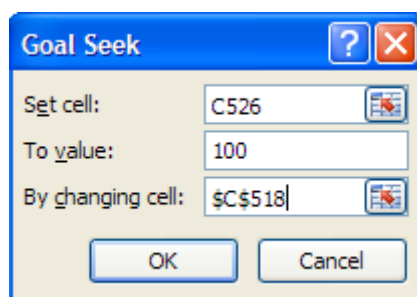 Goal Seek
Set cell: C526
To value: 100
By changing cell: $C$518
OK Cancel